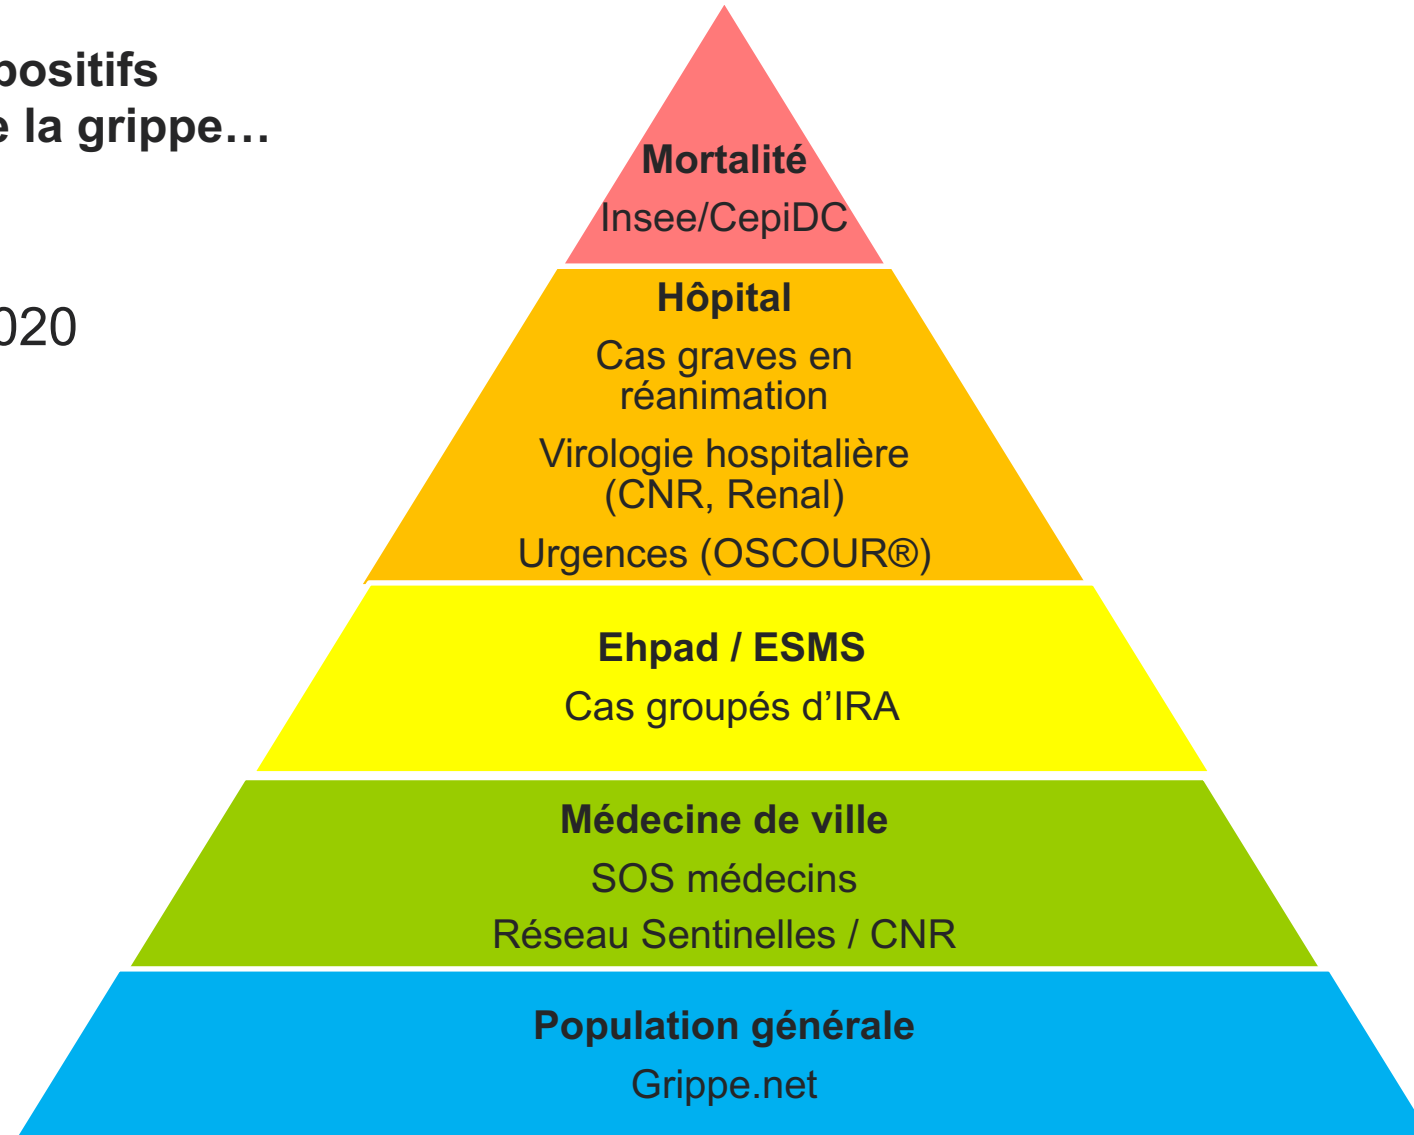 positifs
e la grippe…
020
Mortalité
Insee/CepiDC
Hôpital
Cas graves en
réanimation
Virologie hospitalière
(CNR, Renal)
Urgences (OSCOUR®)
Ehpad / ESMS
Cas groupés d’IRA
Médecine de ville
SOS médecins
Réseau Sentinelles / CNR
Population générale
Grippe.net